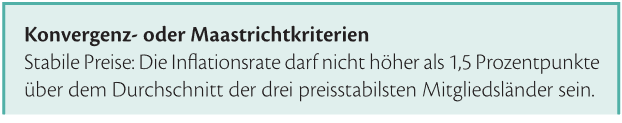 Konvergenz- oder Maastrichtkriterien
Stabile Preise: Die Inflationsrate darf nicht höher als 1,5 Prozentpunkte
über dem Durchschnitt der drei preisstabilsten Mitgliedsländer sein.